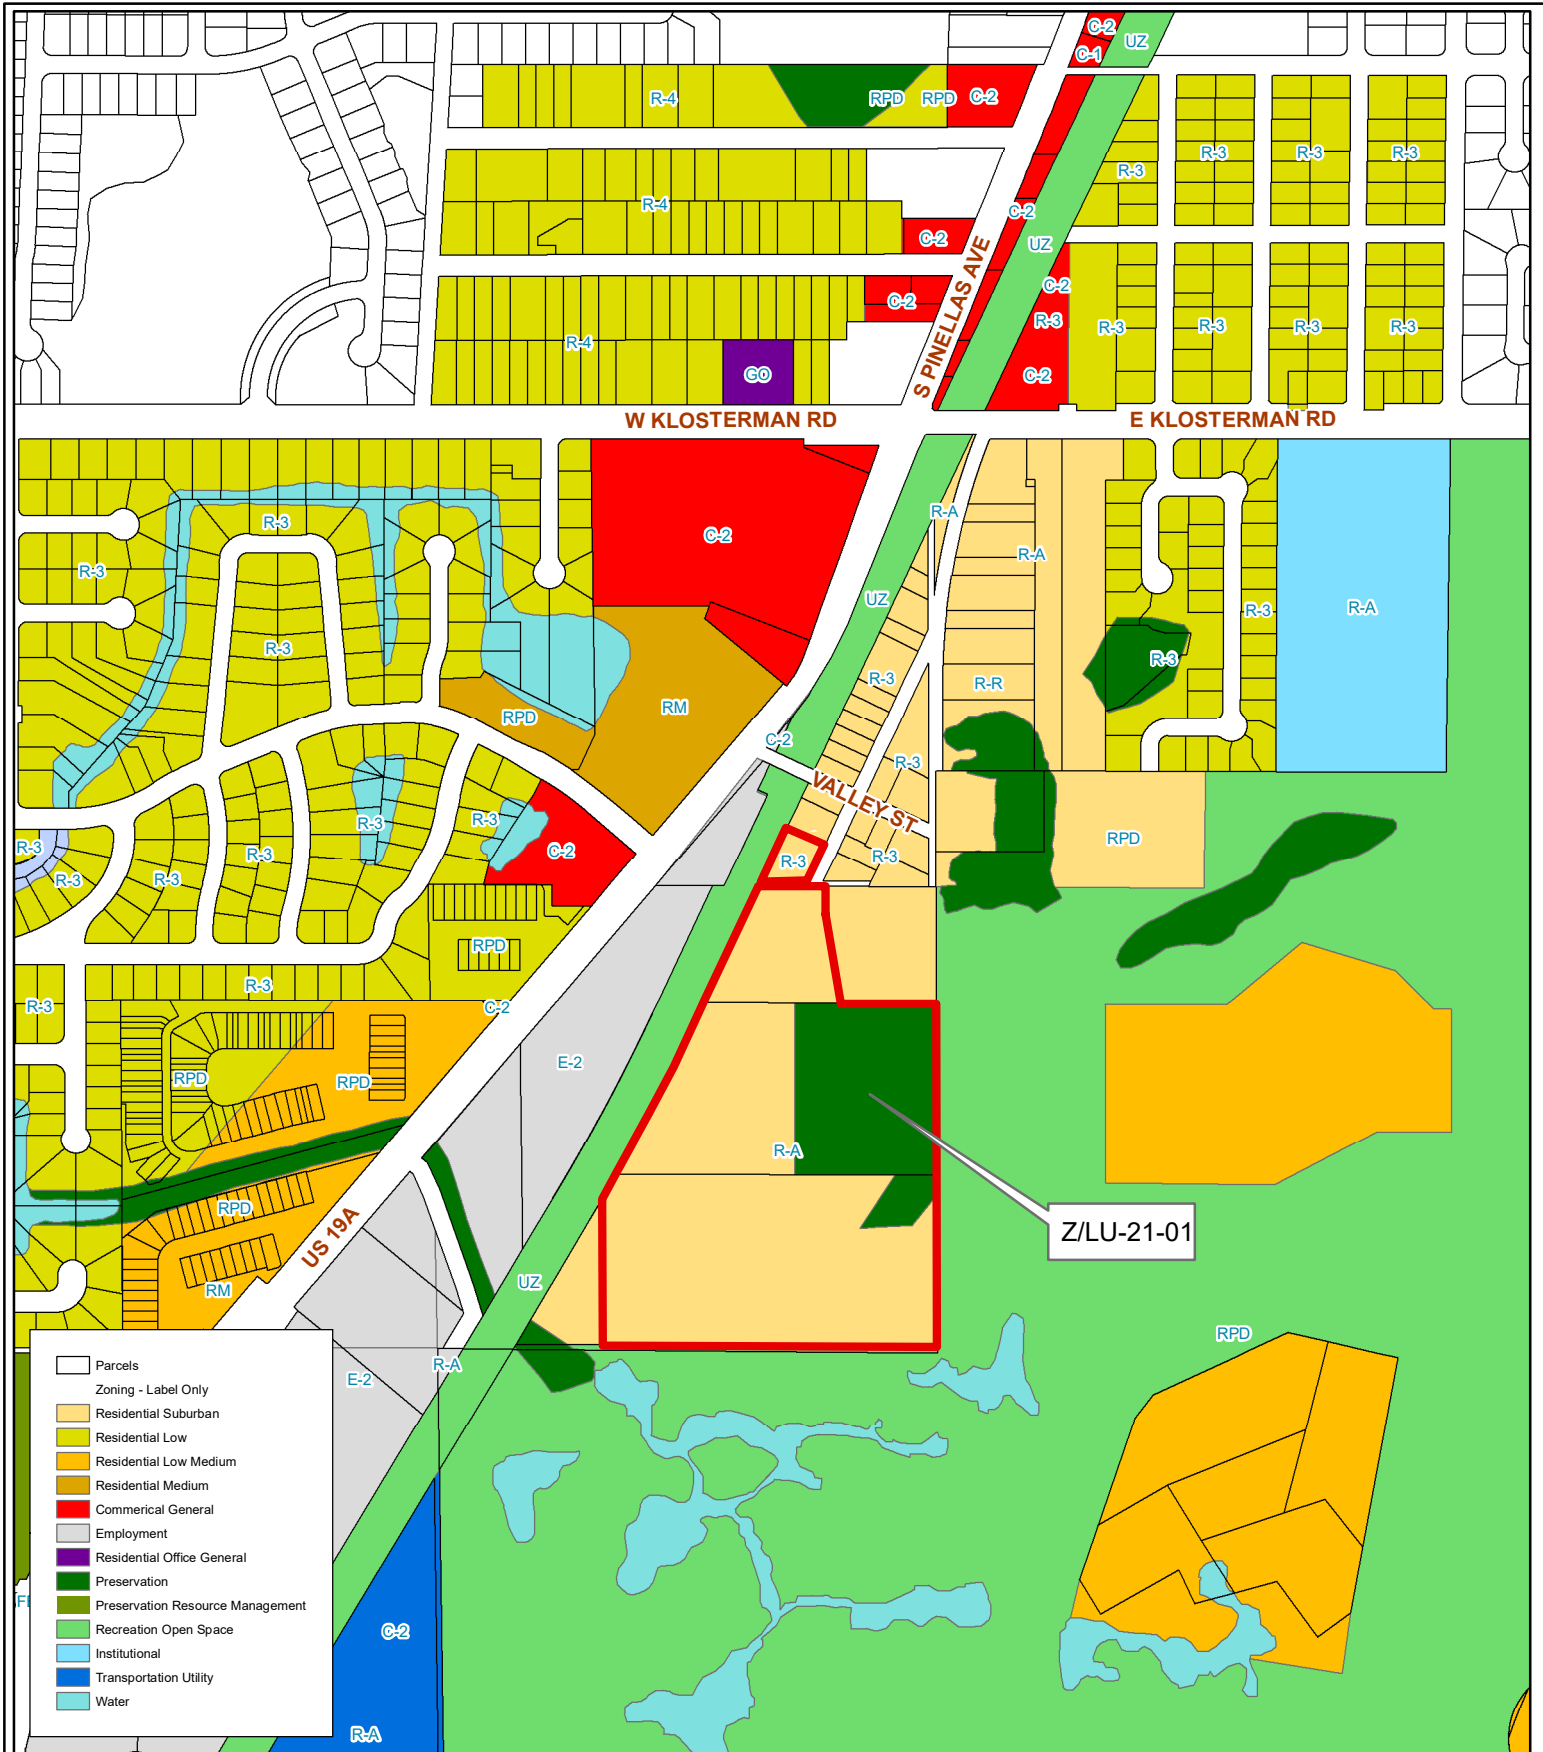 C-2
UZ
C-1
R-4
RPD
RPD
C-2
R-3
R-3
R-3
R-3
R-4
C-2
C-2
UZ
S PINELLAS AVE
C-2
C-2
R-3
R-3
R-3
R-3
R-3
R-4
GO
C-2
W KLOSTERMAN RD
E KLOSTERMAN RD
R-3
C-2
R-A
R-A
R-3
UZ
R-3
R-A
R-3
R-3
R-3
R-R
RPD
RM
C-2
R-3
VALLEY ST
R-3
R-3
R-3
R-3
C-2
R-3
R-3
R-3
R-3
R-3
RPD
RPD
R-3
R-3
C-2
E-2
RPD
RPD
R-A
RPD
US 19A
Z/LU-21-01
RM
UZ
RPD
R-A
E-2
Parcels
Zoning - Label Only
Residential Suburban
Residential Low
Residential Low Medium
Residential Medium
Commerical General
Employment
Residential Office General
Preservation
Preservation Resource Management
Recreation Open Space
Institutional
Transportation Utility
Water
C-2
R-A